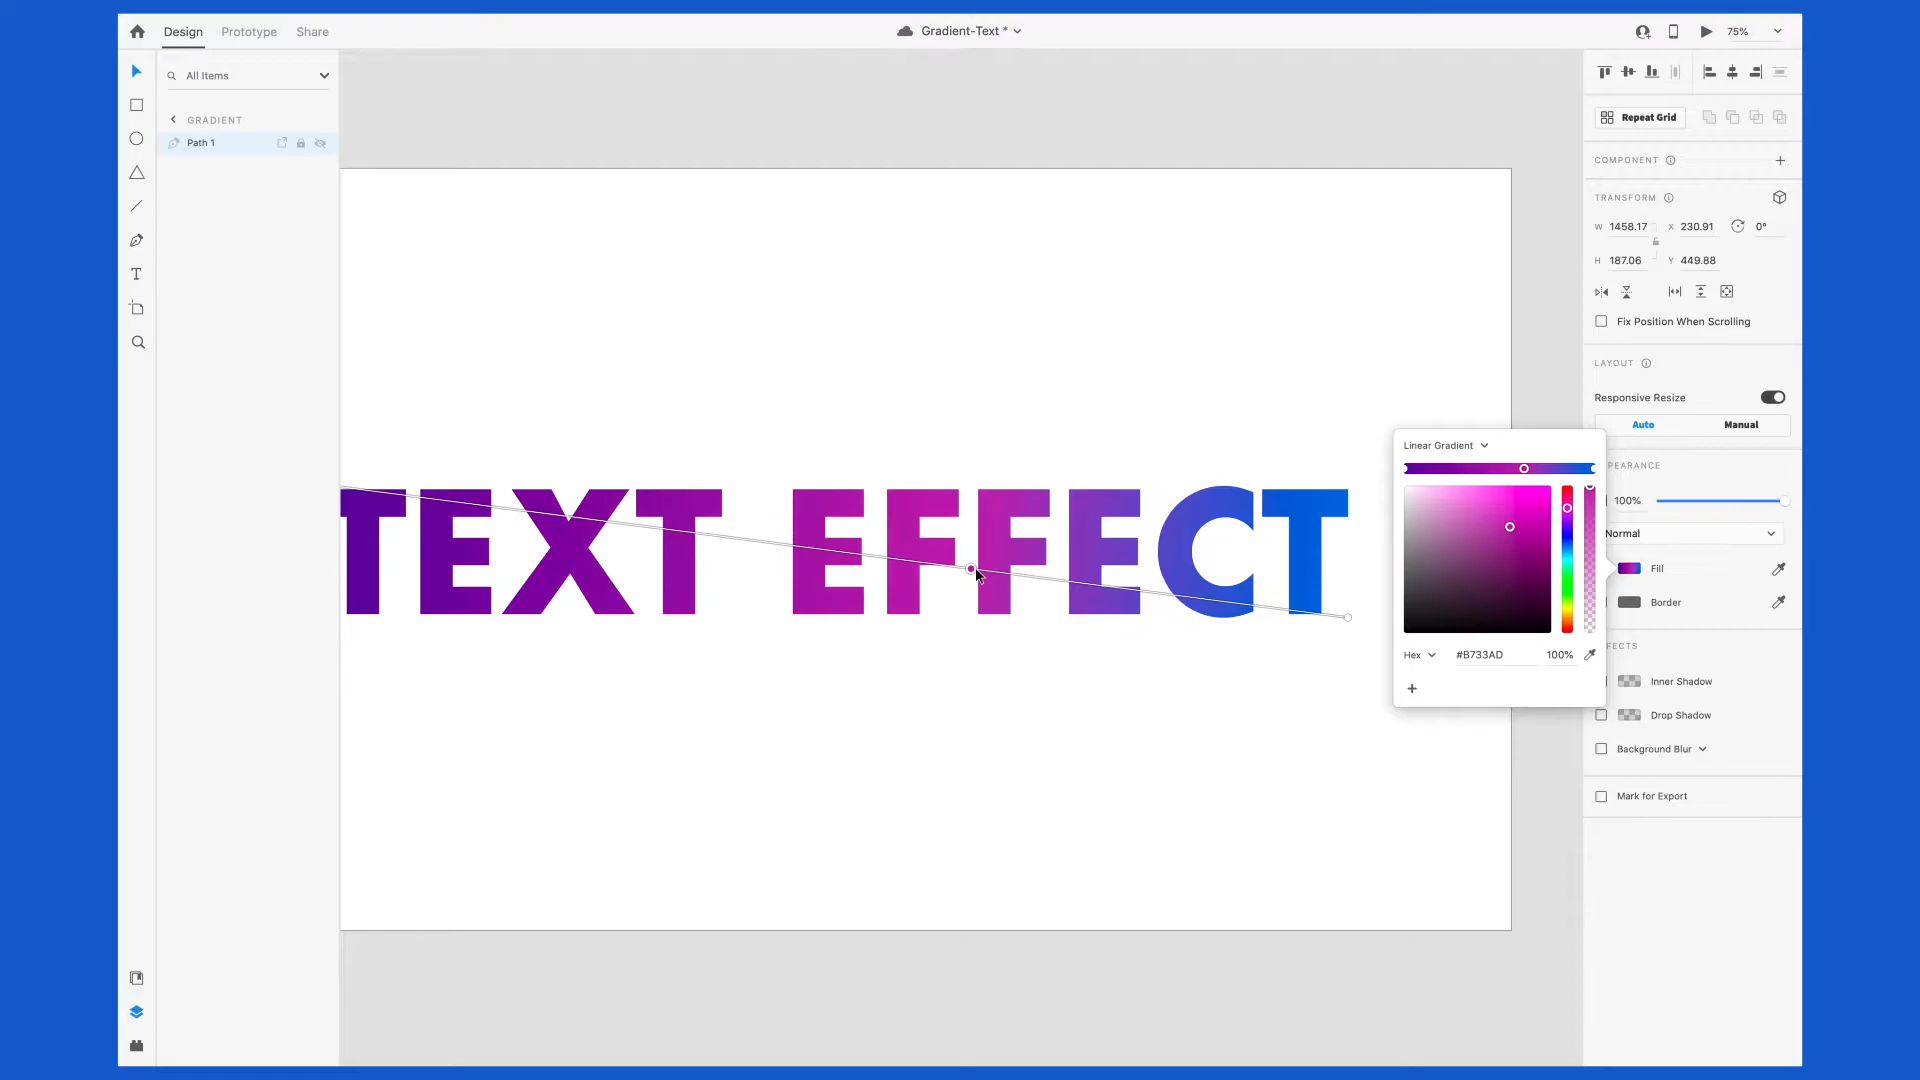 Design Prototype Share
Gradient-Text *
75%
All Items
GRADIENT
Path 1
TEXT EFFECT
Repeat Grid
COMPONENT
TRANSFORM
W 1458.17 X 230.91 0°
H 187.06 Y 449.88
Fix Position When Scrolling
LAYOUT
Responsive Resize
Auto Manual
Linear Gradient
PEARANCE
100%
Normal
Fill
Border
Hex #B733AD 100%
FECTS
Inner Shadow
Drop Shadow
Background Blur
Mark for Export